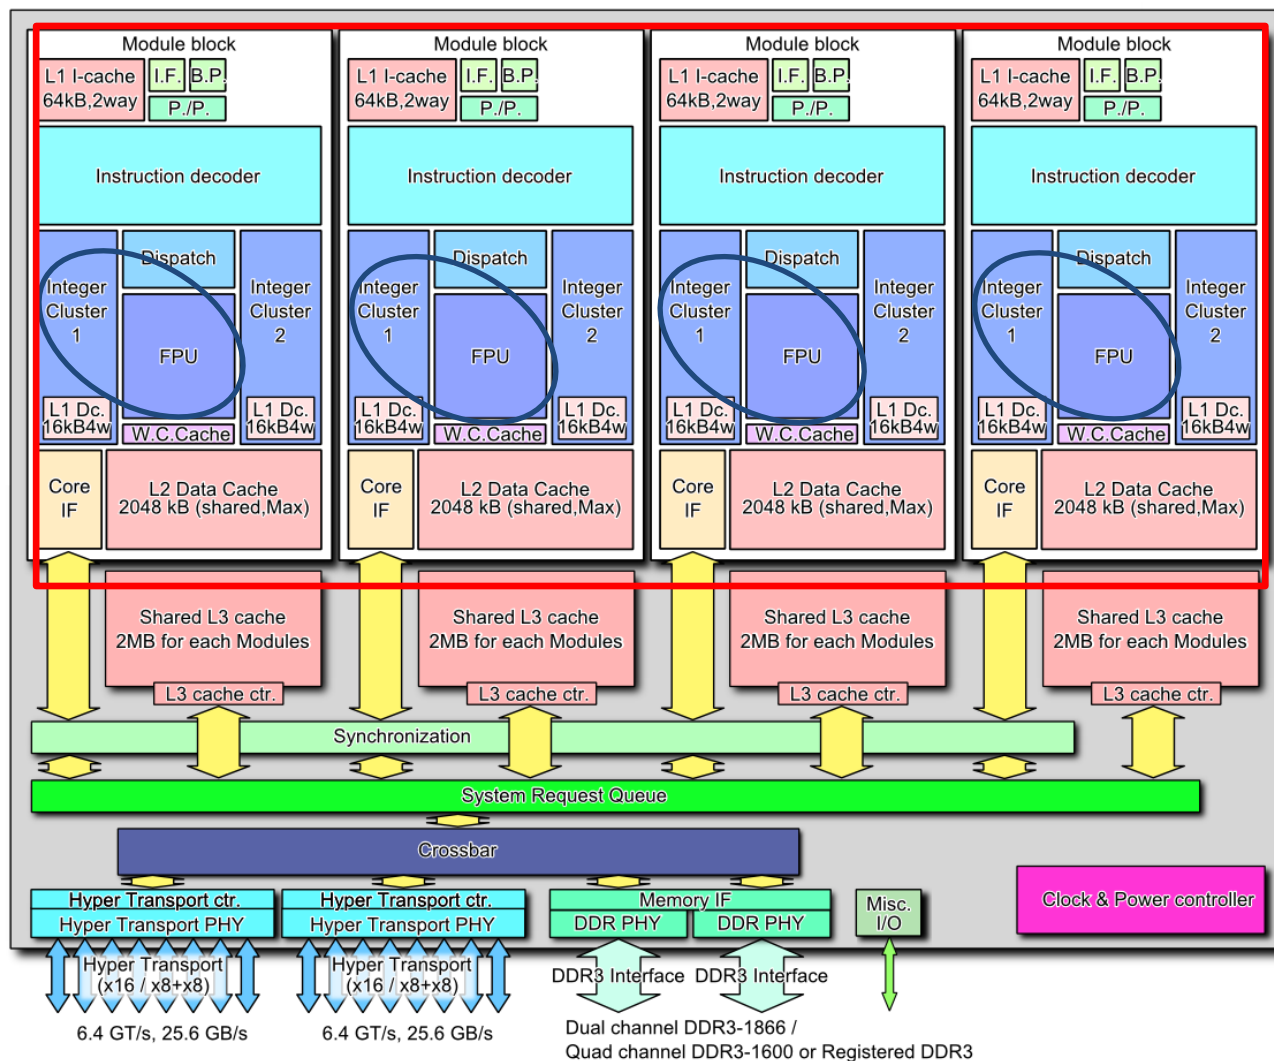 Module block
L1 I-cache
64kB,2way
I.F.
B.P.
P./P.
Instruction decoder
Integer
Cluster
1
Dispatch
FPU
Integer
Cluster
2
L1 Dc.
16kB4w
W.C.Cache
L1 Dc.
16kB4w
Core
IF
L2 Data Cache
2048 kB (shared,Max)
Module block
L1 I-cache
64kB,2way
I.F.
B.P.
P./P.
Instruction decoder
Integer
Cluster
1
Dispatch
FPU
Integer
Cluster
2
L1 Dc.
16kB4w
W.C.Cache
L1 Dc.
16kB4w
Core
IF
L2 Data Cache
2048 kB (shared,Max)
Module block
L1 I-cache
64kB,2way
I.F.
B.P.
P./P.
Instruction decoder
Integer
Cluster
1
Dispatch
FPU
Integer
Cluster
2
L1 Dc.
16kB4w
W.C.Cache
L1 Dc.
16kB4w
Core
IF
L2 Data Cache
2048 kB (shared,Max)
Module block
L1 I-cache
64kB,2way
I.F.
B.P.
P./P.
Instruction decoder
Integer
Cluster
1
Dispatch
FPU
Integer
Cluster
2
L1 Dc.
16kB4w
W.C.Cache
L1 Dc.
16kB4w
Core
IF
L2 Data Cache
2048 kB (shared,Max)
Shared L3 cache
2MB for each Modules
L3 cache ctr.
Shared L3 cache
2MB for each Modules
L3 cache ctr.
Shared L3 cache
2MB for each Modules
L3 cache ctr.
Shared L3 cache
2MB for each Modules
L3 cache ctr.
Synchronization
System Request Queue
Crossbar
Hyper Transport ctr.
Hyper Transport PHY
Hyper Transport ctr.
Hyper Transport PHY
Memory IF
DDR PHY
DDR PHY
Misc.
I/O
Clock & Power controller
Hyper Transport
(x16 / x8+x8)
Hyper Transport
(x16 / x8+x8)
DDR3 Interface
DDR3 Interface
6.4 GT/s, 25.6 GB/s
6.4 GT/s, 25.6 GB/s
Dual channel DDR3-1866 /
Quad channel DDR3-1600 or Registered DDR3